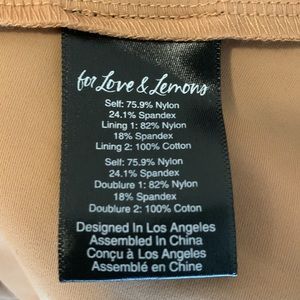 for Love & Lemons
Self: 75.9% Nylon
24.1% Spandex
Lining 1: 82% Nylon
18% Spandex
Lining 2: 100% Cotton
Self: 75.9% Nylon
24.1% Spandex
Doublure 1: 82% Nylon
18% Spandex
Doublure 2: 100% Cotton
Designed In Los Angeles
Assembled In China
Conçu à Los Angeles
Assemblé en Chine